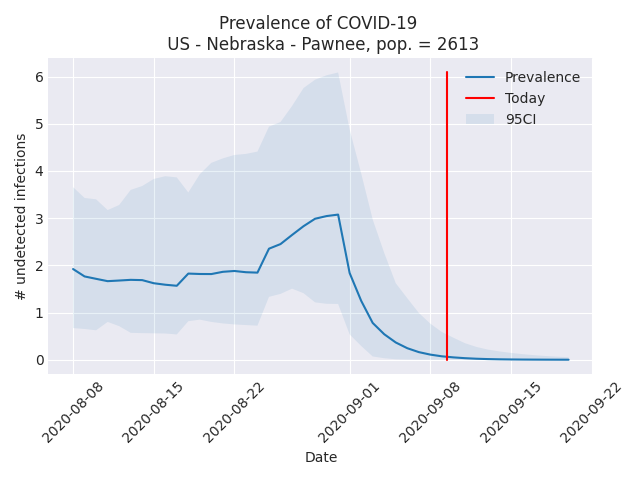 Prevalence of COVID-19
US - Nebraska - Pawnee, pop. = 2613
Prevalence
Today
95CI
# undetected infections
6
5
4
3
2
1
0
2020-08-08
2020-08-15
2020-08-22
2020-09-01
2020-09-08
2020-09-15
2020-09-22
Date